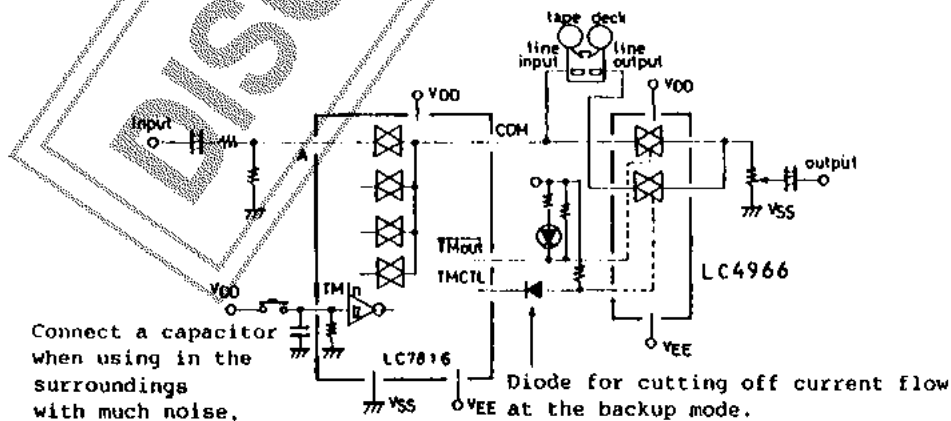 DISC
tape deck
line input
line output
VDD
VDD
input
COM
A
output
VSS
TMout
TMCTL
LC4966
VDD
TM In
VEE
LC7816
Connect a capacitor
when using in the
surroundings
with much noise,
VSS
VEE
Diode for cutting off current flow
at the backup mode.